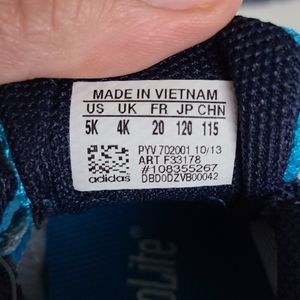 MADE IN VIETNAM
US UK FR JP CHN
5K 4K 20 120 115
PYV 702001 10/13
ART F33178
#108355267
adidas DBD0DZVB00042
nLite